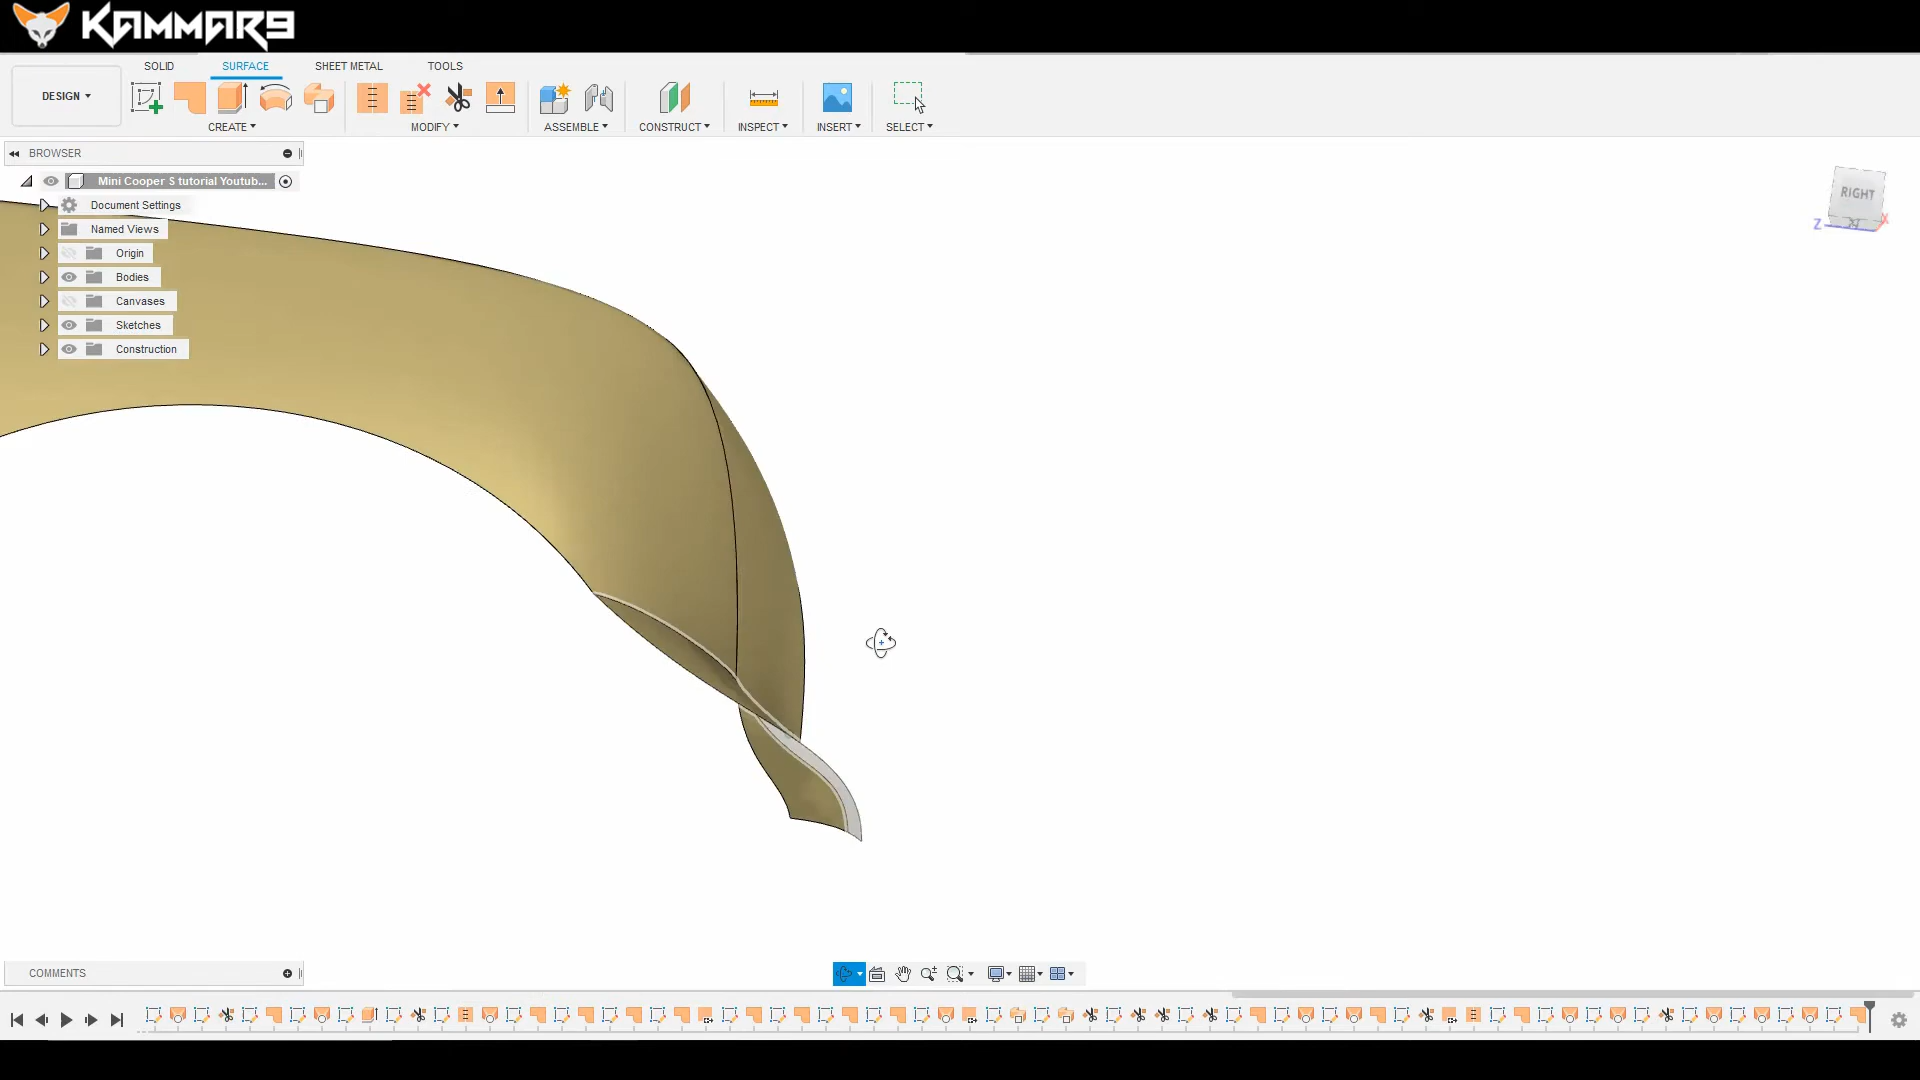 KAMMAR9
DESIGN
SOLID SURFACE SHEET METAL TOOLS
CREATE MODIFY ASSEMBLE CONSTRUCT INSPECT INSERT SELECT
BROWSER
Mini Cooper S tutorial Youtub...
Document Settings
Named Views
Origin
Bodies
Canvases
Sketches
Construction
RIGHT
Z X
COMMENTS